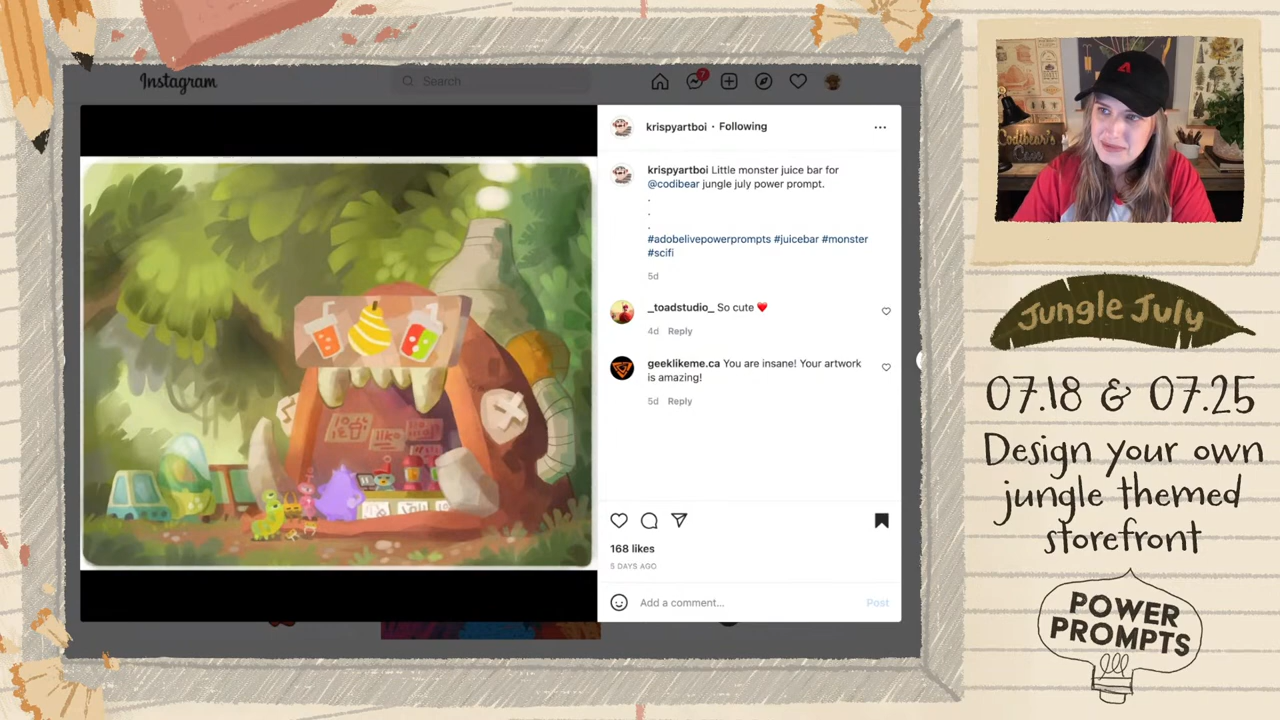 Instagram
Search
7
krispyartboi · Following
krispyartboi Little monster juice bar for
@codibear jungle july power prompt.
.
.
.
#adobelivepowerprompts #juicebar #monster
#scifi
5d
_toadstudio_ So cute ❤️
4d Reply
geeklikeme.ca You are insane! Your artwork
is amazing!
5d Reply
168 likes
5 DAYS AGO
Add a comment...
Post
Codibear's
Cave
Jungle July
07.18 & 07.25
Design your own
jungle themed
storefront
POWER
PROMPTS